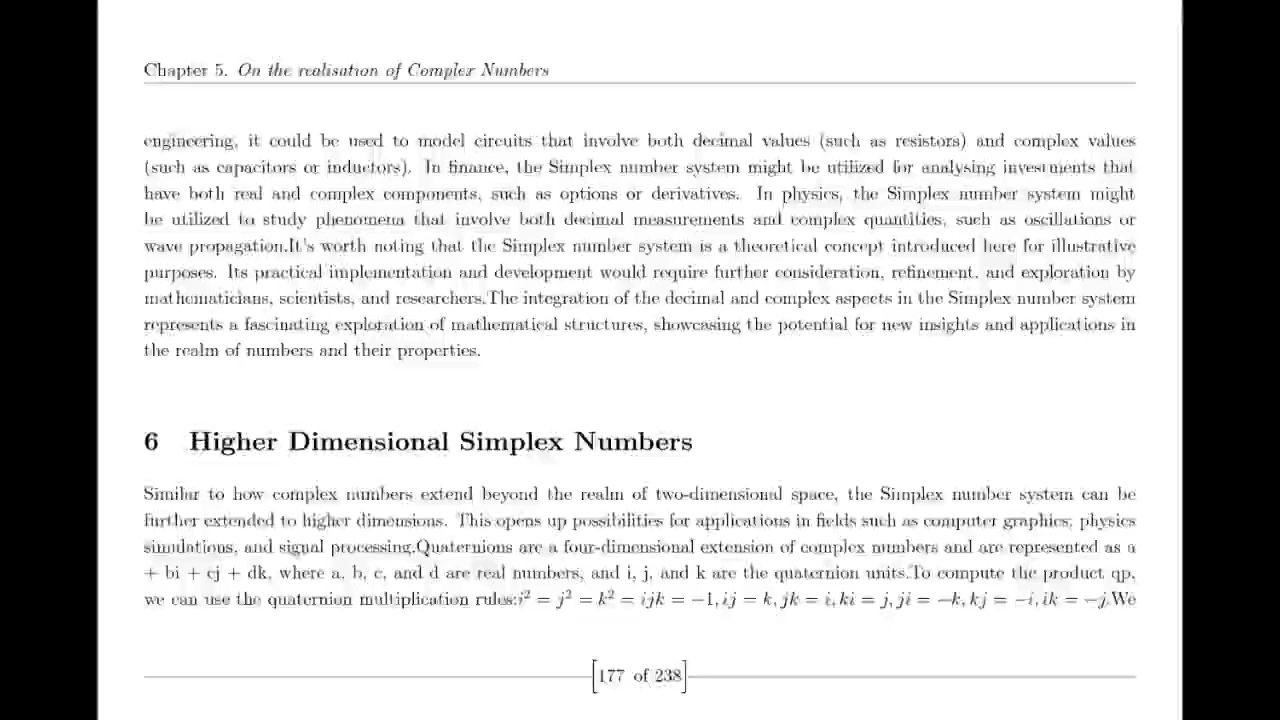 Chapter 5. On the realisation of Complex Numbers
engineering, it could be used to model circuits that involve both decimal values (such as resistors) and complex values
(such as capacitors or inductors). In finance, the Simplex number system might be utilized for analysing investments that
have both real and complex components, such as options or derivatives. In physics, the Simplex number system might
be utilized to study phenomena that involve both decimal measurements and complex quantities, such as oscillations or
wave propagation.It's worth noting that the Simplex number system is a theoretical concept introduced here for illustrative
purposes. Its practical implementation and development would require further consideration, refinement, and exploration by
mathematicians, scientists, and researchers.The integration of the decimal and complex aspects in the Simplex number system
represents a fascinating exploration of mathematical structures, showcasing the potential for new insights and applications in
the realm of numbers and their properties.
6 Higher Dimensional Simplex Numbers
Similar to how complex numbers extend beyond the realm of two-dimensional space, the Simplex number system can be
further extended to higher dimensions. This opens up possibilities for applications in fields such as computer graphics, physics
simulations, and signal processing.Quaternions are a four-dimensional extension of complex numbers and are represented as a
+ bi + cj + dk, where a, b, c, and d are real numbers, and i, j, and k are the quaternion units.To compute the product qp,
we can use the quaternion multiplication rules:i² = j² = k² = ijk = −1, ij = k, jk = i, ki = j, ji = −k, kj = −i, ik = −j.We
[177 of 238]